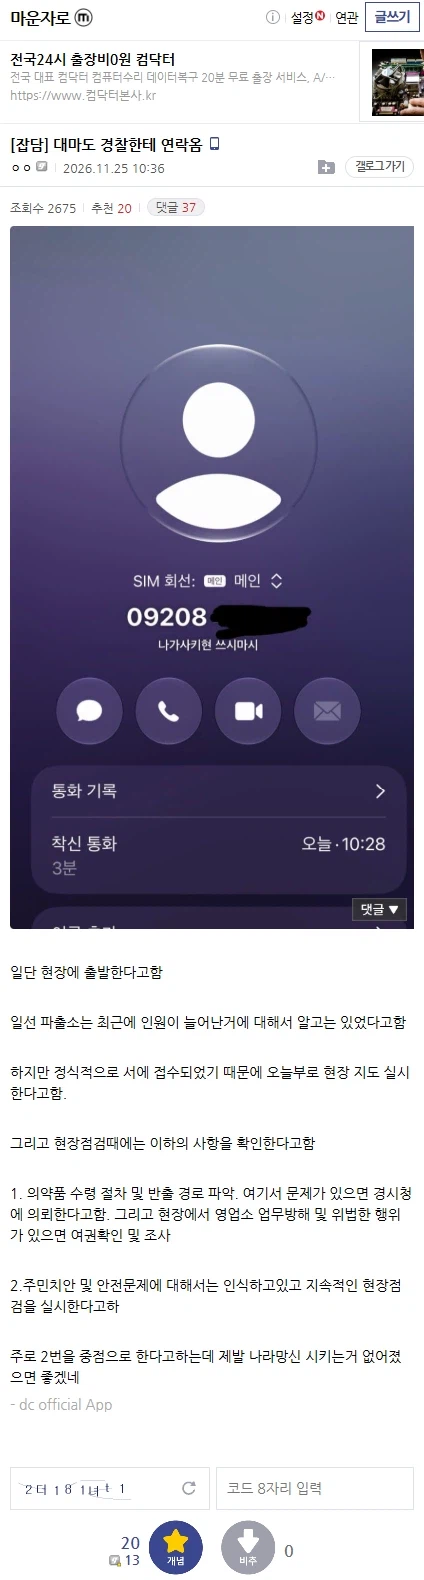 마운자로 ⓜ
설정 N 연관 글쓰기
전국24시 출장비0원 컴닥터
전국 대표 컴닥터 컴퓨터수리 데이터복구 20분 무료 출장 서비스, A/…
https://www.컴닥터본사.kr
[잡담] 대마도 경찰한테 연락옴
ㅇㅇ 2026.11.25 10:36 갤로그 가기
조회수 2675 추천 20 댓글 37
SIM 회선: 메인 메인
09208
나가사키현 쓰시마시
통화 기록
착신 통화 오늘 · 10:28
3분
댓글 ▼
일단 현장에 출발한다고함
일선 파출소는 최근에 인원이 늘어난거에 대해서 알고는 있었다고함
하지만 정식적으로 서에 접수되었기 때문에 오늘부로 현장 지도 실시
한다고함.
그리고 현장점검때에는 이하의 사항을 확인한다고함
1. 의약품 수령 절차 및 반출 경로 파악. 여기서 문제가 있으면 경시청
에 의뢰한다고함. 그리고 현장에서 영업소 업무방해 및 위법한 행위
가 있으면 여권확인 및 조사
2.주민치안 및 안전문제에 대해서는 인식하고있고 지속적인 현장점
검을 실시한다고하
주로 2번을 중점으로 한다고하는데 제발 나라망신 시키는거 없어졌
으면 좋겠네
- dc official App
코드 8자리 입력
20 개념 비추 0
13